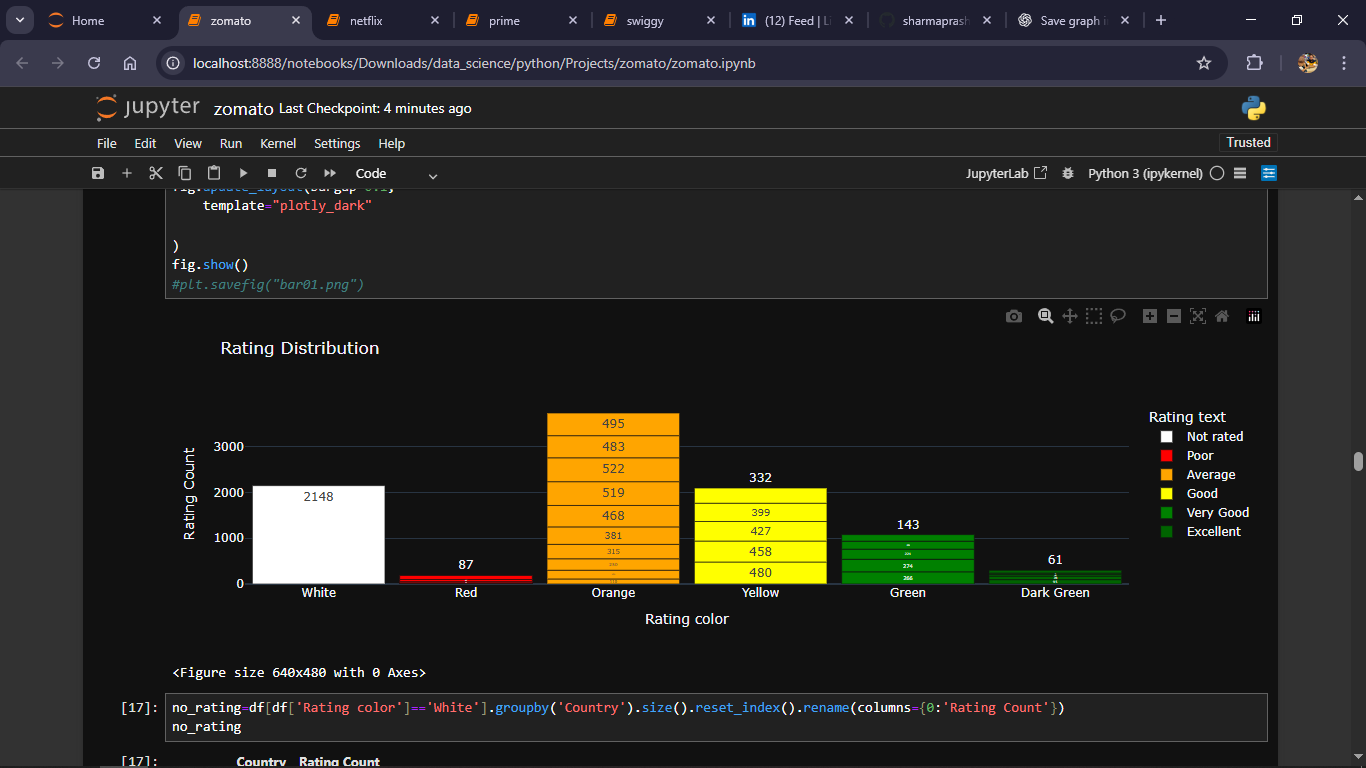 Home
zomato
netflix
prime
swiggy
(12) Feed | Li
sharmaprash
Save graph i
localhost:8888/notebooks/Downloads/data_science/python/Projects/zomato/zomato.ipynb
jupyter zomato Last Checkpoint: 4 minutes ago
File Edit View Run Kernel Settings Help Trusted
Code JupyterLab Python 3 (ipykernel)
fig.update_layout(bargap=0.1,
template="plotly_dark"
)
fig.show()
#plt.savefig("bar01.png")
Rating Distribution
Rating Count
3000
2000
1000
0
2148
87
495
483
522
519
468
381
315
332
399
427
458
480
143
274
366
61
White Red Orange Yellow Green Dark Green
Rating color
Rating text
Not rated
Poor
Average
Good
Very Good
Excellent
<Figure size 640x480 with 0 Axes>
[17]: no_rating=df[df['Rating color']=='White'].groupby('Country').size().reset_index().rename(columns={0:'Rating Count'})
no_rating
[17]: Country Rating Count